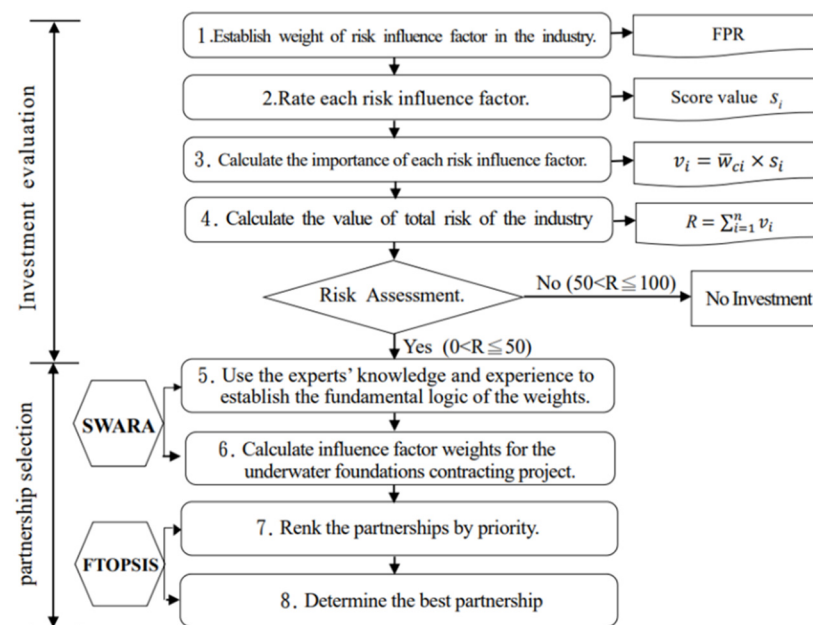 1.Establish weight of risk influence factor in the industry.
FPR
2.Rate each risk influence factor.
Score value s_i
3. Calculate the importance of each risk influence factor.
v_i = w̅_ci × s_i
4. Calculate the value of total risk of the industry
R = ∑_{i=1}^{n} v_i
Investment evaluation
Risk Assessment.
No (50<R≦100)
No Investment
Yes (0<R≦50)
5. Use the experts' knowledge and experience to
establish the fundamental logic of the weights.
SWARA
6. Calculate influence factor weights for the
underwater foundations contracting project.
partnership selection
7. Renk the partnerships by priority.
FTOPSIS
8. Determine the best partnership